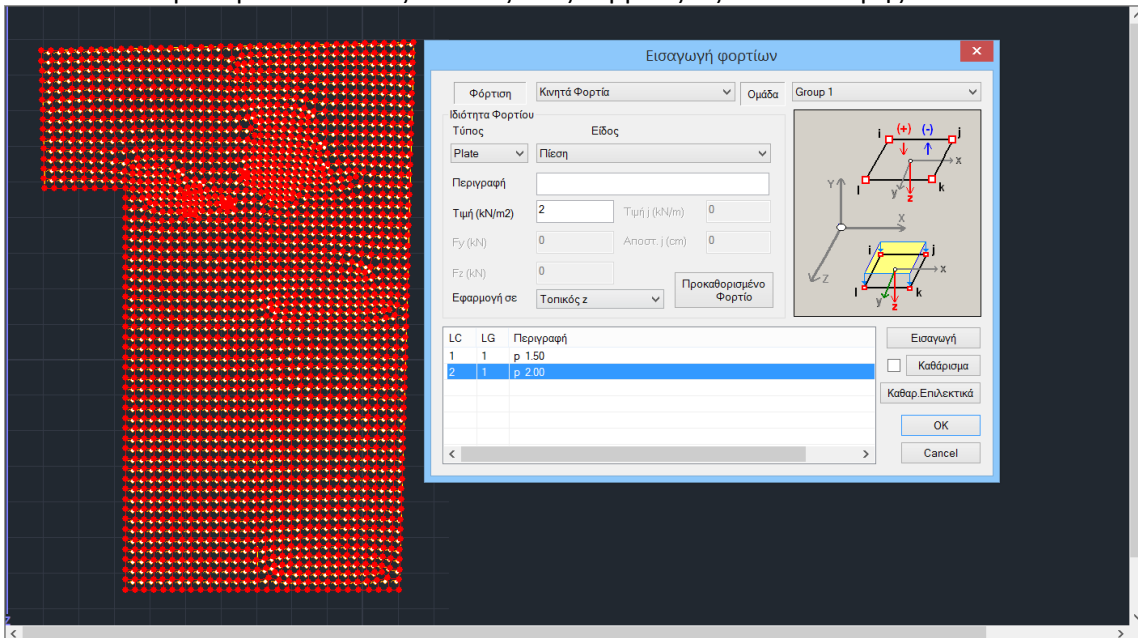 Εισαγωγή φορτίων
Φόρτιση Κινητά Φορτία Ομάδα Group 1
Ιδιότητα Φορτίου
Τύπος Είδος
Plate Πίεση
Περιγραφή
Τιμή (kN/m2) 2 Τιμή j (kN/m) 0
Fy (kN) 0 Αποστ. j (cm) 0
Fz (kN) 0
Προκαθορισμένο
Φορτίο
Εφαρμογή σε Τοπικός z
i (+) (-) j
x
l y z k
Y
X
Z
i j
x
l y z k
LC LG Περιγραφή
1 1 p 1.50
2 1 p 2.00
Εισαγωγή
Καθάρισμα
Καθαρ.Επιλεκτικά
OK
Cancel